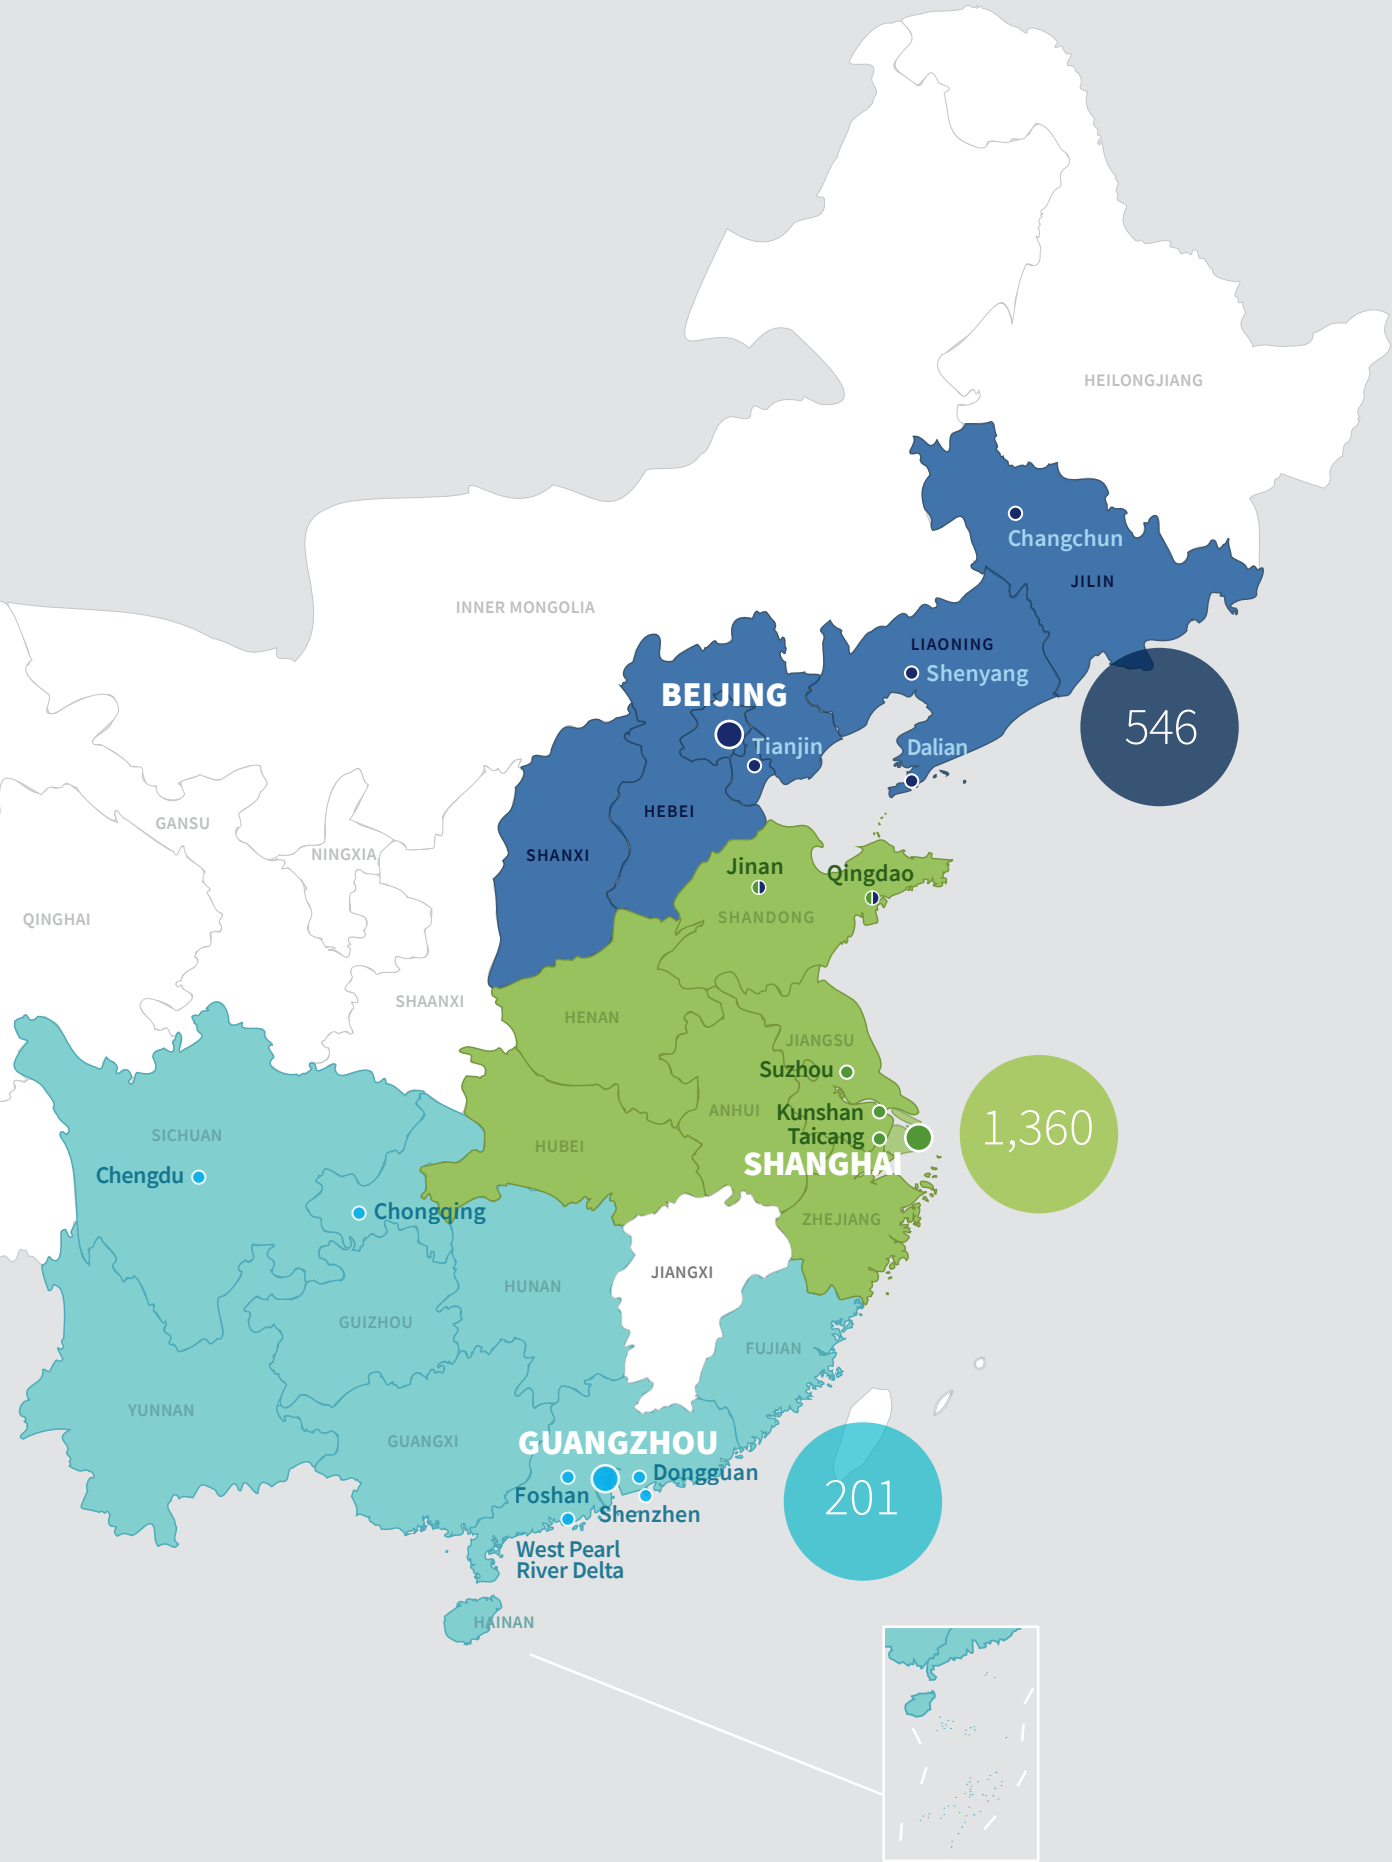 HEILONGJIANG
Changchun
JILIN
INNER MONGOLIA
LIAONING
Shenyang
BEIJING
546
Tianjin
Dalian
HEBEI
GANSU
NINGXIA
SHANXI
Jinan
Qingdao
QINGHAI
SHANDONG
SHAANXI
HENAN
JIANGSU
Suzhou
ANHUI
Kunshan
1,360
SICHUAN
Taicang
HUBEI
SHANGHAI
Chengdu
Chongqing
ZHEJIANG
JIANGXI
HUNAN
GUIZHOU
FUJIAN
YUNNAN
GUANGXI
GUANGZHOU
Dongguan
Foshan
201
Shenzhen
West Pearl
River Delta
HAINAN